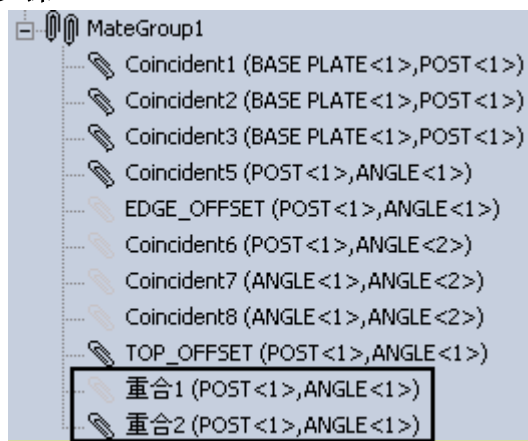 MateGroup1
Coincident1 (BASE PLATE<1>,POST<1>)
Coincident2 (BASE PLATE<1>,POST<1>)
Coincident3 (BASE PLATE<1>,POST<1>)
Coincident5 (POST<1>,ANGLE<1>)
EDGE_OFFSET (POST<1>,ANGLE<1>)
Coincident6 (POST<1>,ANGLE<2>)
Coincident7 (ANGLE<1>,ANGLE<2>)
Coincident8 (ANGLE<1>,ANGLE<2>)
TOP_OFFSET (POST<1>,ANGLE<1>)
重合1 (POST<1>,ANGLE<1>)
重合2 (POST<1>,ANGLE<1>)